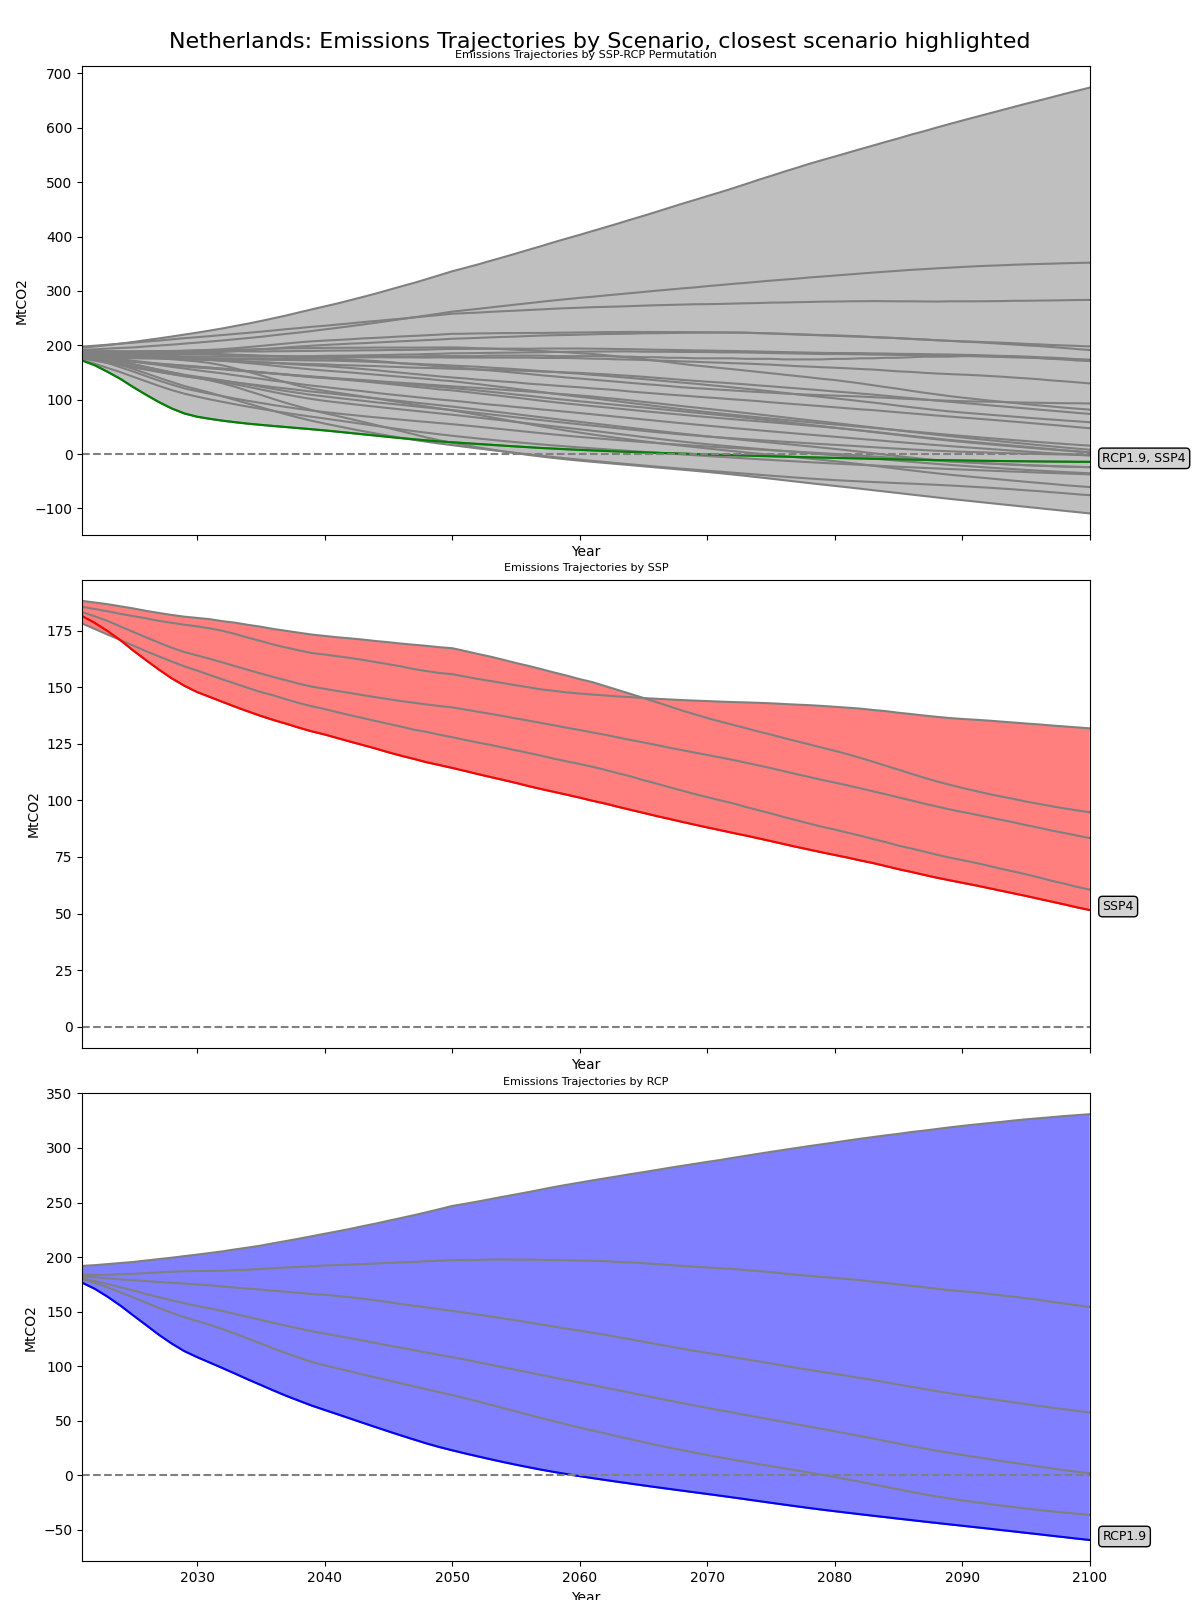 Netherlands: Emissions Trajectories by Scenario, closest scenario highlighted
Emissions Trajectories by SSP-RCP Permutation
700
600
500
400
300
200
100
0
−100
MtCO2
RCP1.9, SSP4
Year
Emissions Trajectories by SSP
175
150
125
100
75
50
25
0
MtCO2
SSP4
Year
Emissions Trajectories by RCP
350
300
250
200
150
100
50
0
−50
MtCO2
RCP1.9
2030 2040 2050 2060 2070 2080 2090 2100
Year